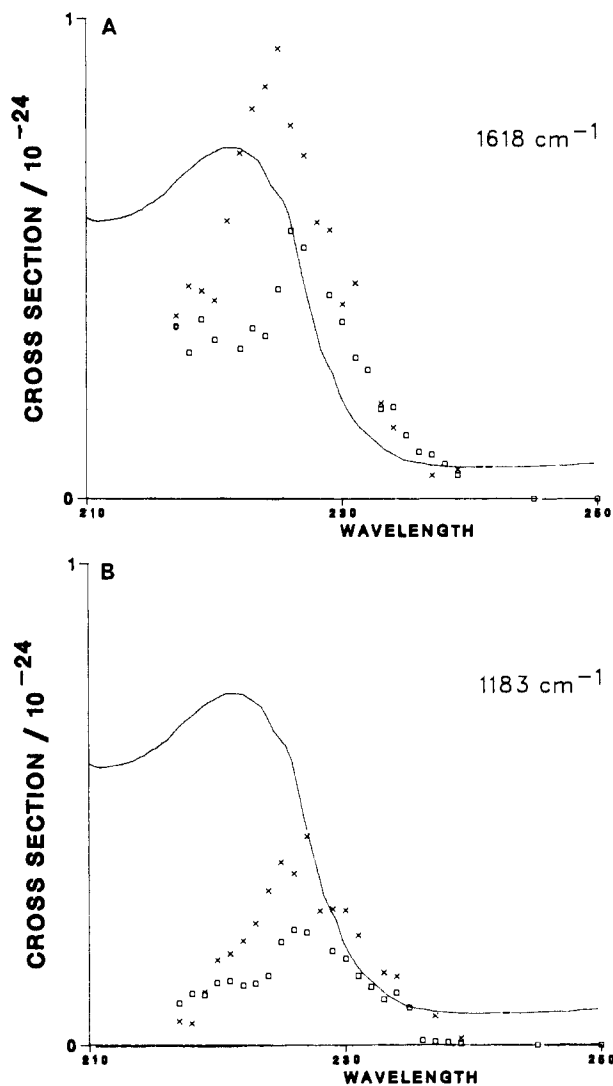 1
A
1618 cm⁻¹
CROSS SECTION / 10⁻²⁴
0
210
230
250
WAVELENGTH
1
B
1183 cm⁻¹
CROSS SECTION / 10⁻²⁴
0
210
230
250
WAVELENGTH